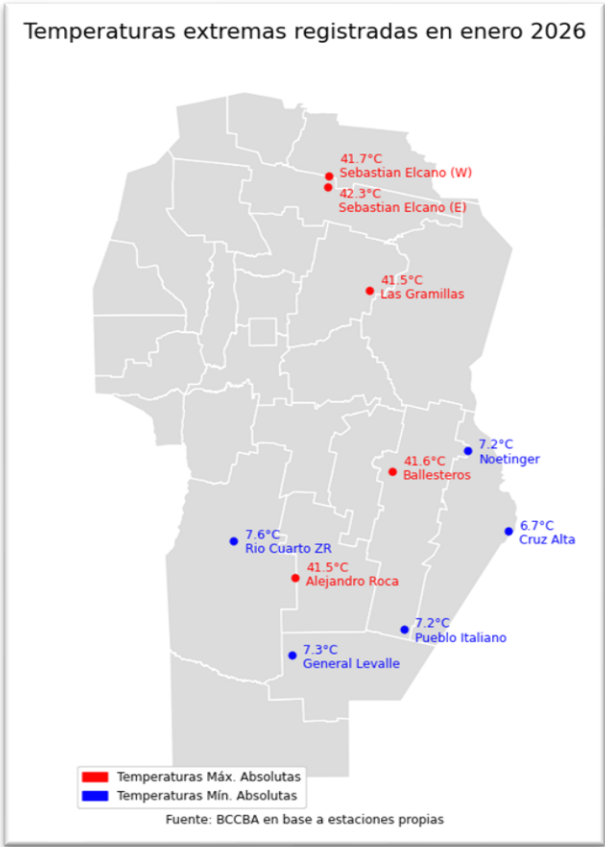 Temperaturas extremas registradas en enero 2026
41.7°C
Sebastian Elcano (W)
42.3°C
Sebastian Elcano (E)
41.5°C
Las Gramillas
7.2°C
Noetinger
41.6°C
Ballesteros
6.7°C
Cruz Alta
7.6°C
Rio Cuarto ZR
41.5°C
Alejandro Roca
7.2°C
Pueblo Italiano
7.3°C
General Levalle
Temperaturas Máx. Absolutas
Temperaturas Mín. Absolutas
Fuente: BCCBA en base a estaciones propias